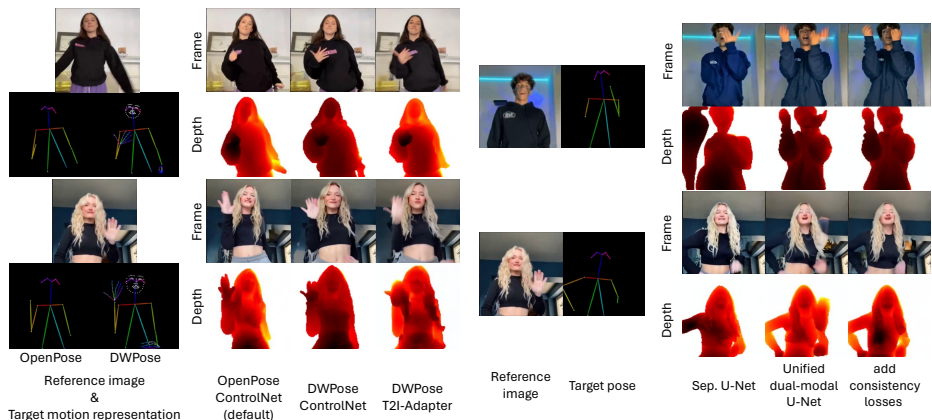 Frame
Depth
Frame
Depth
OpenPose DWPose
Reference image
&
Target motion representation
OpenPose
ControlNet
(default)
DWPose
ControlNet
DWPose
T2I-Adapter
Reference
image
Target pose
Frame
Depth
Frame
Depth
Sep. U-Net
Unified
dual-modal
U-Net
add
consistency
losses